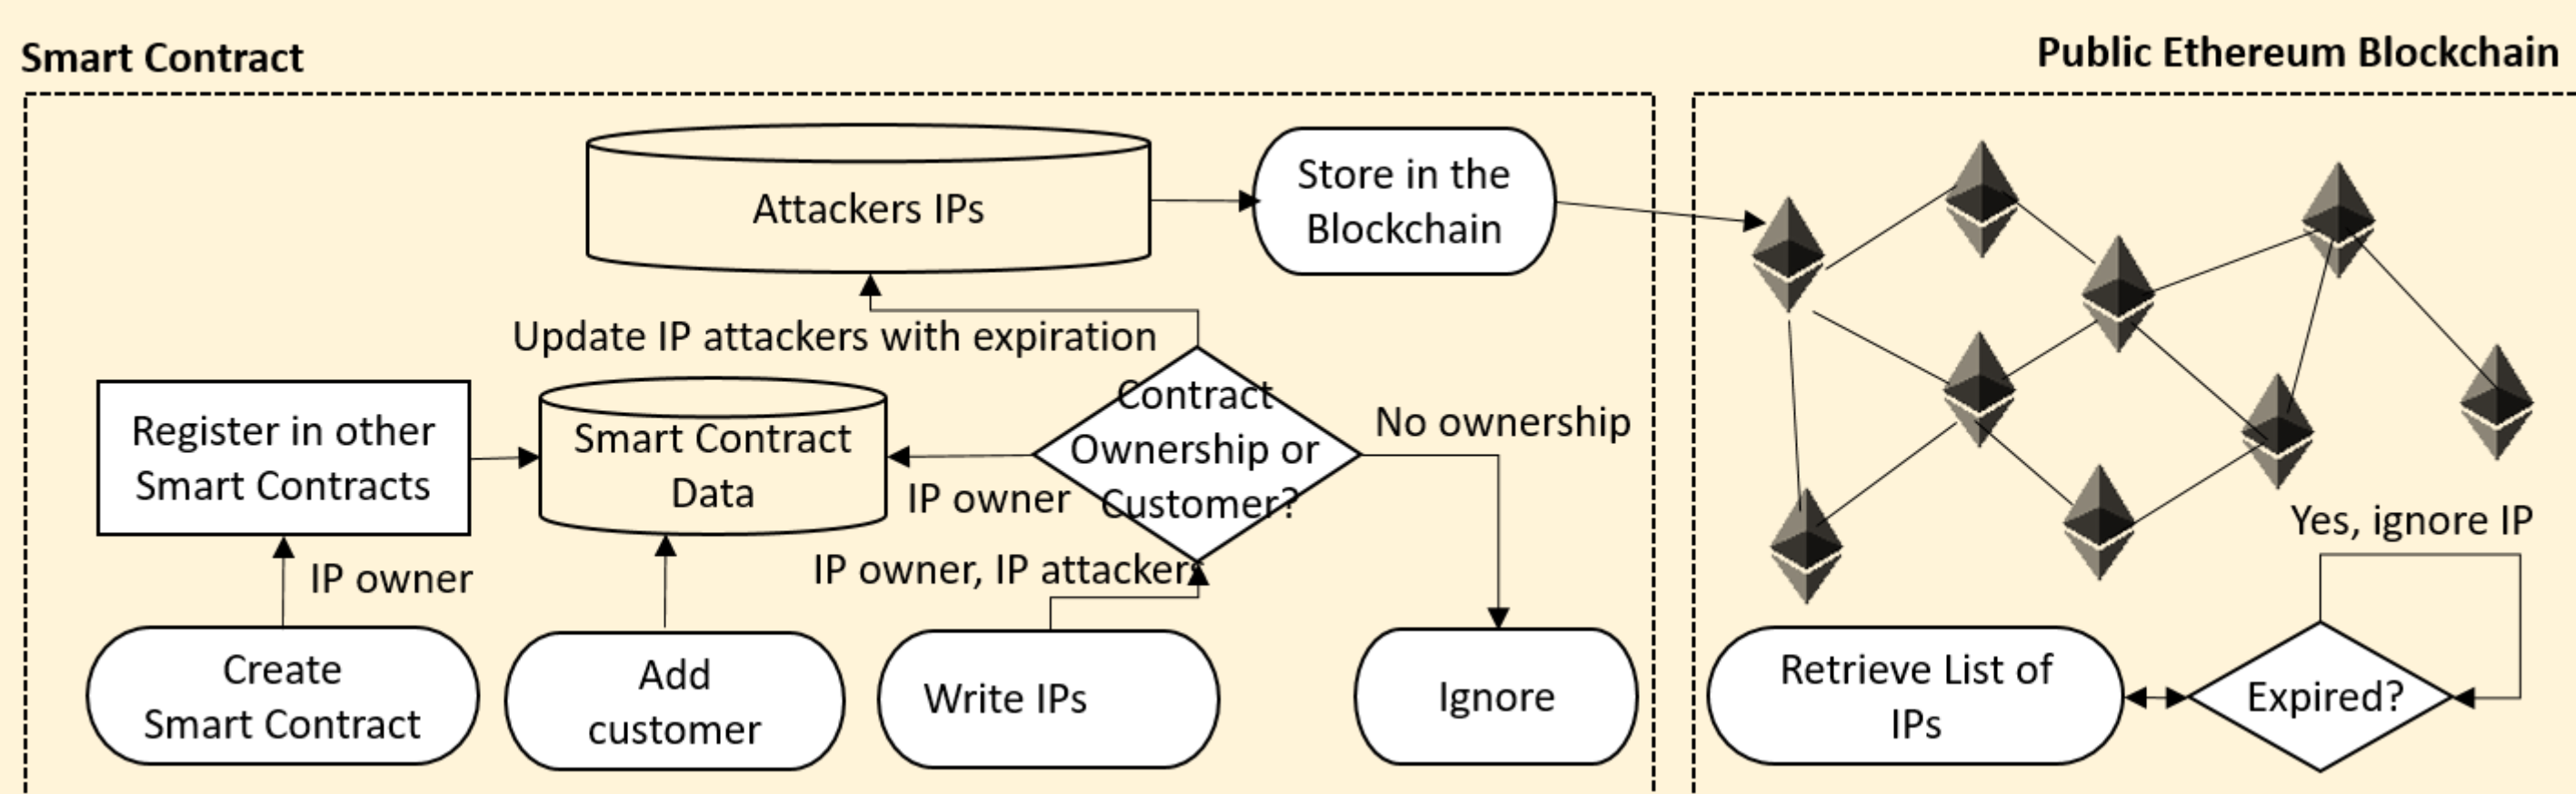 Smart Contract
Public Ethereum Blockchain
Attackers IPs
Store in the
Blockchain
Update IP attackers with expiration
Register in other
Smart Contracts
Smart Contract
Data
Contract
Ownership or
Customer?
No ownership
IP owner
IP owner, IP attackers
IP owner
Yes, ignore IP
Create
Smart Contract
Add
customer
Write IPs
Ignore
Retrieve List of
IPs
Expired?